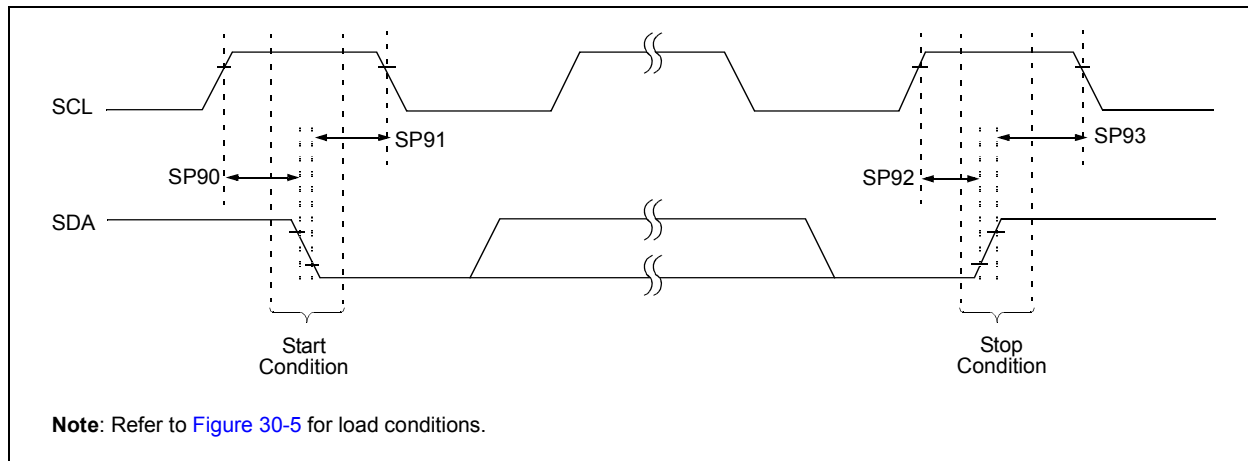 SCL
SP91
SP93
SP90
SP92
SDA
Start
Condition
Stop
Condition
Note: Refer to Figure 30-5 for load conditions.